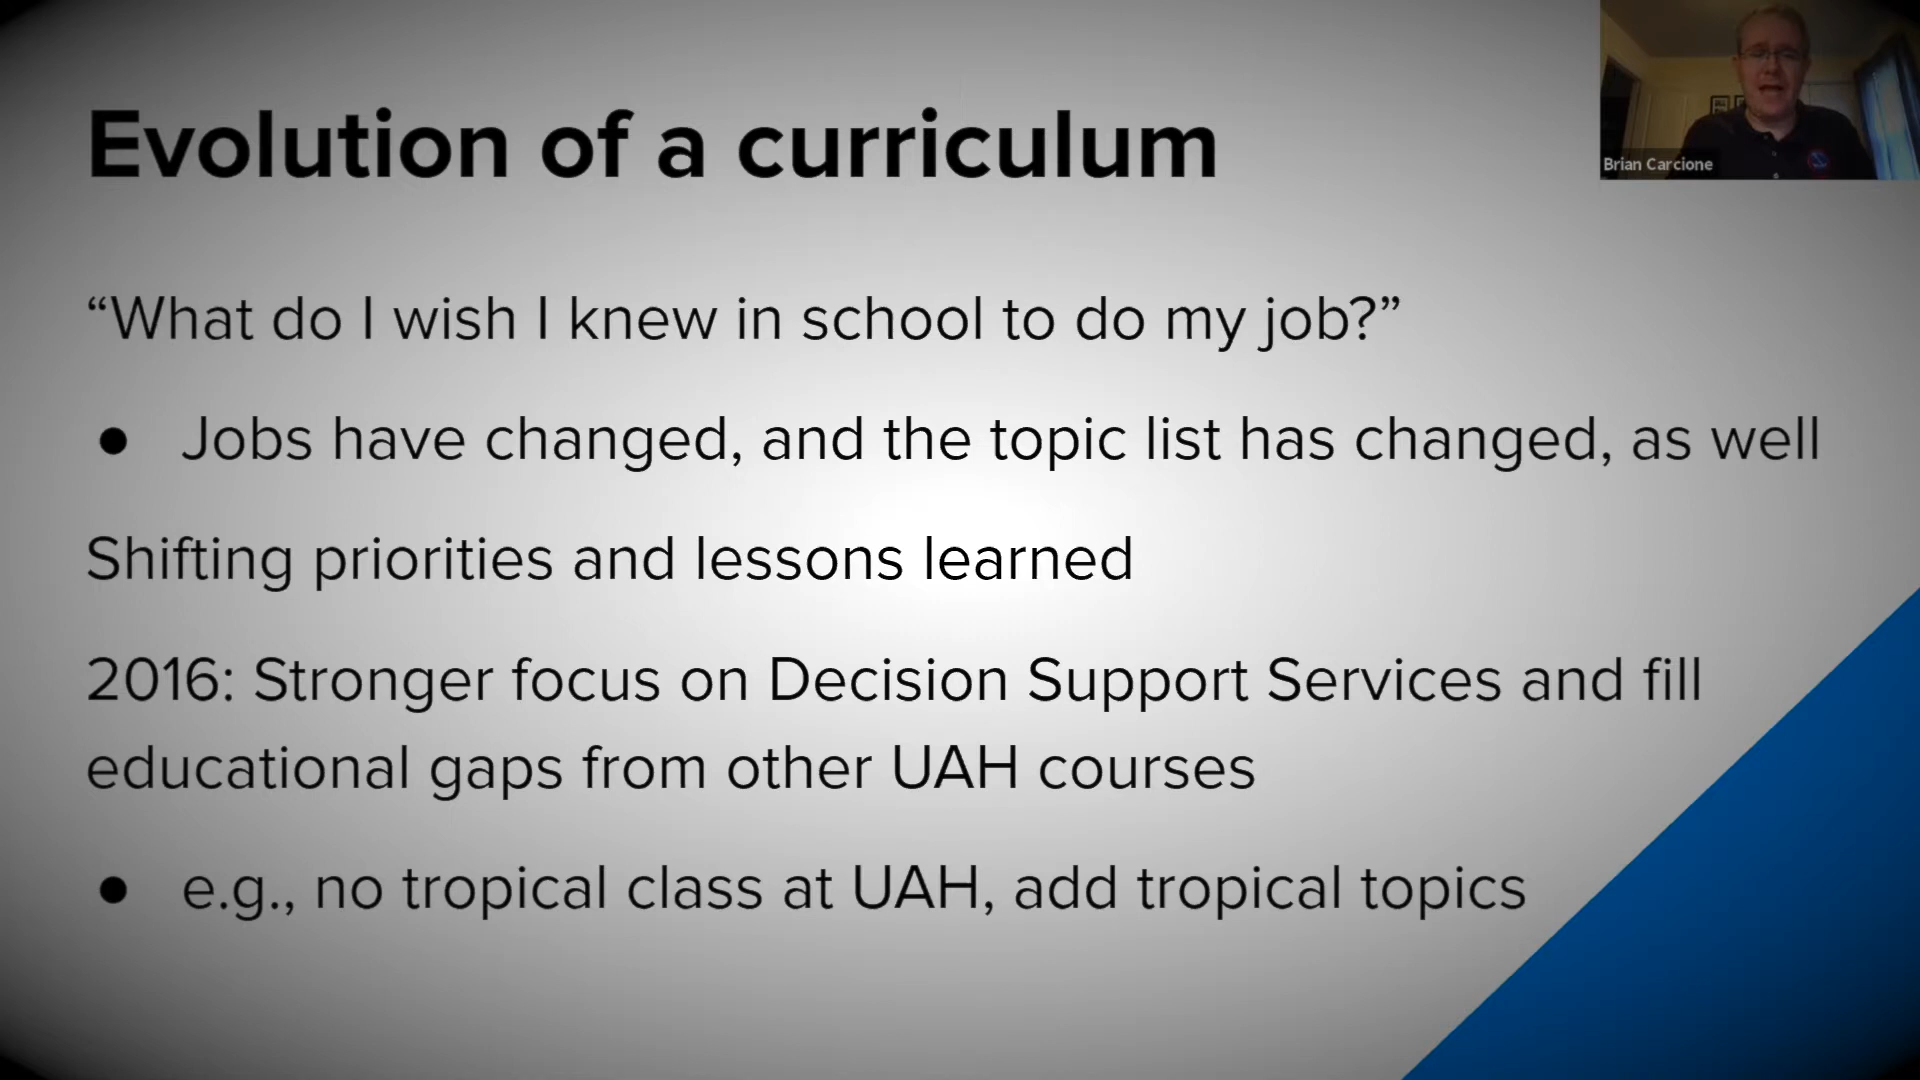 Evolution of a curriculum
Brian Carcione
“What do I wish I knew in school to do my job?”
● Jobs have changed, and the topic list has changed, as well
Shifting priorities and lessons learned
2016: Stronger focus on Decision Support Services and fill
educational gaps from other UAH courses
● e.g., no tropical class at UAH, add tropical topics